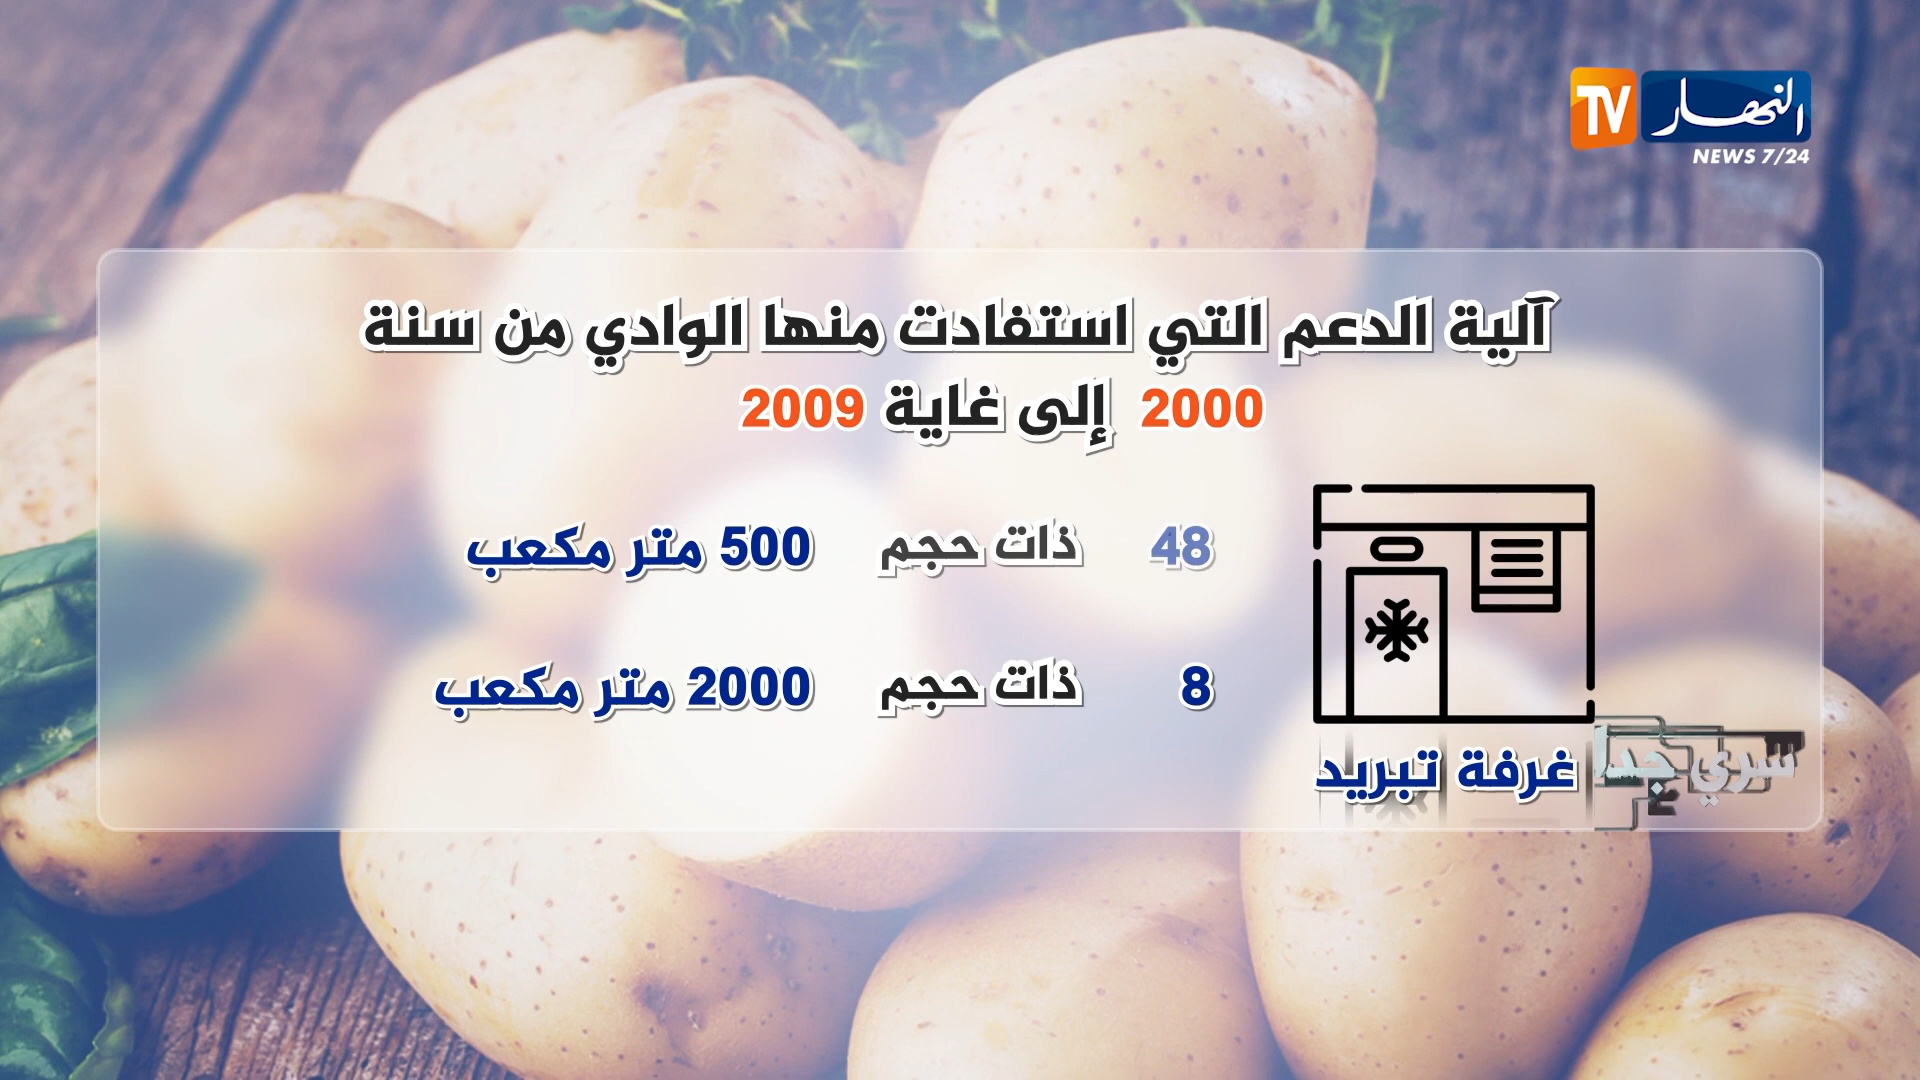 النهار TV
NEWS 7/24
آلية الدعم التي استفادت منها الوادي من سنة
2000 إلى غاية 2009
48 ذات حجم 500 متر مكعب
8 ذات حجم 2000 متر مكعب
غرفة تبريد
سري جدا